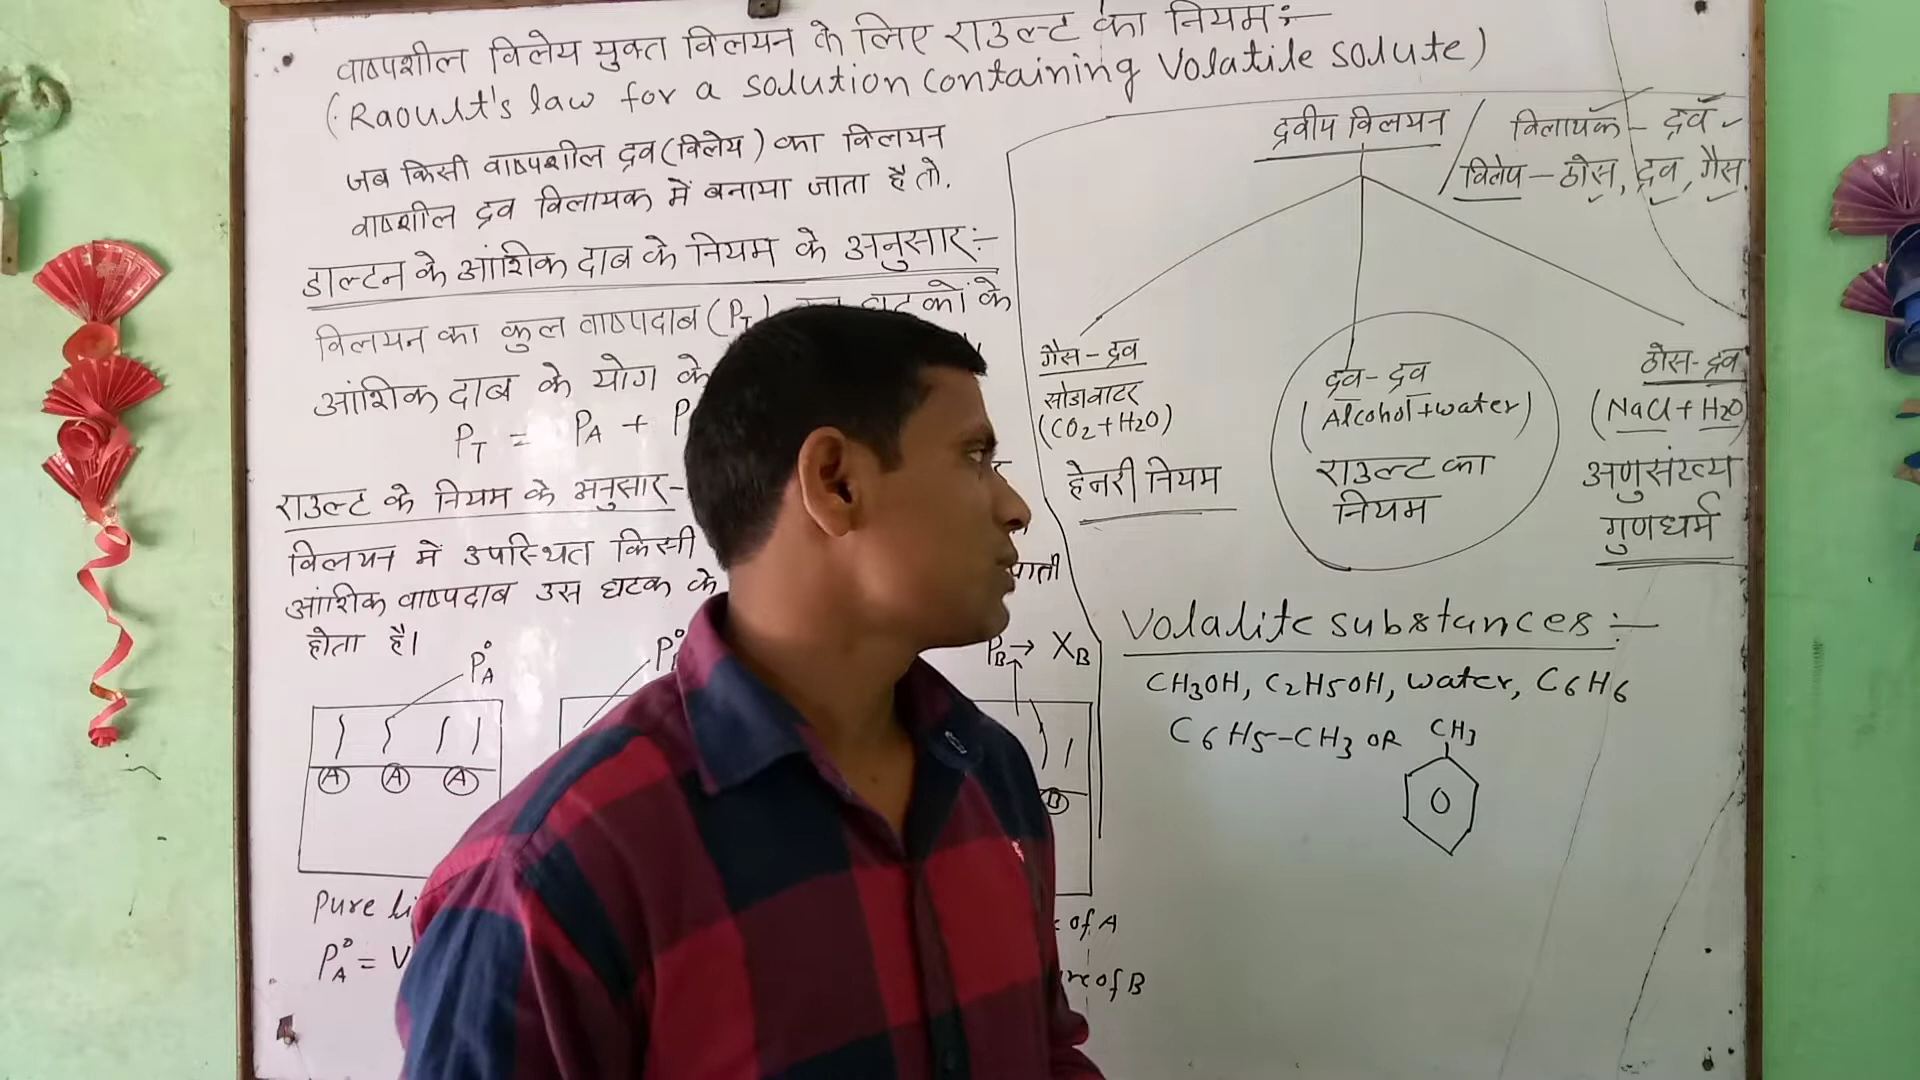 वाष्पशील विलेय युक्त विलयन के लिए राउल्ट का नियम :-
(Raoult's law for a solution containing Volatile solute)
जब किसी वाष्पशील द्रव (विलेय) का विलयन
वाष्शील द्रव विलायक में बनाया जाता है तो.
डाल्टन के आंशिक दाब के नियम के अनुसार :-
विलयन का कुल वाष्पदाब (P_T) घटकों के
आंशिक दाब के योग के
P_T = P_A + P
राउल्ट के नियम के अनुसार-
विलयन में उपस्थित किसी
पाती
आंशिक वाष्पदाब उस घटक के
होता है।
P°_A
P_B → X_B
A A A
B
Pure li
of A
P°_A = V
re of B
द्रवीय विलयन / विलायक - द्रव
विलेय - ठोस, द्रव, गैस
गैस - द्रव
सोडावाटर
(CO2+H2O)
हेनरी नियम
द्रव - द्रव
(Alcohol+water)
राउल्ट का
नियम
ठोस - द्रव
(NaCl + H2O)
अणुसंख्य
गुणधर्म
Volalite substances :-
CH3OH, C2H5OH, water, C6H6
C6H5-CH3 OR
CH3